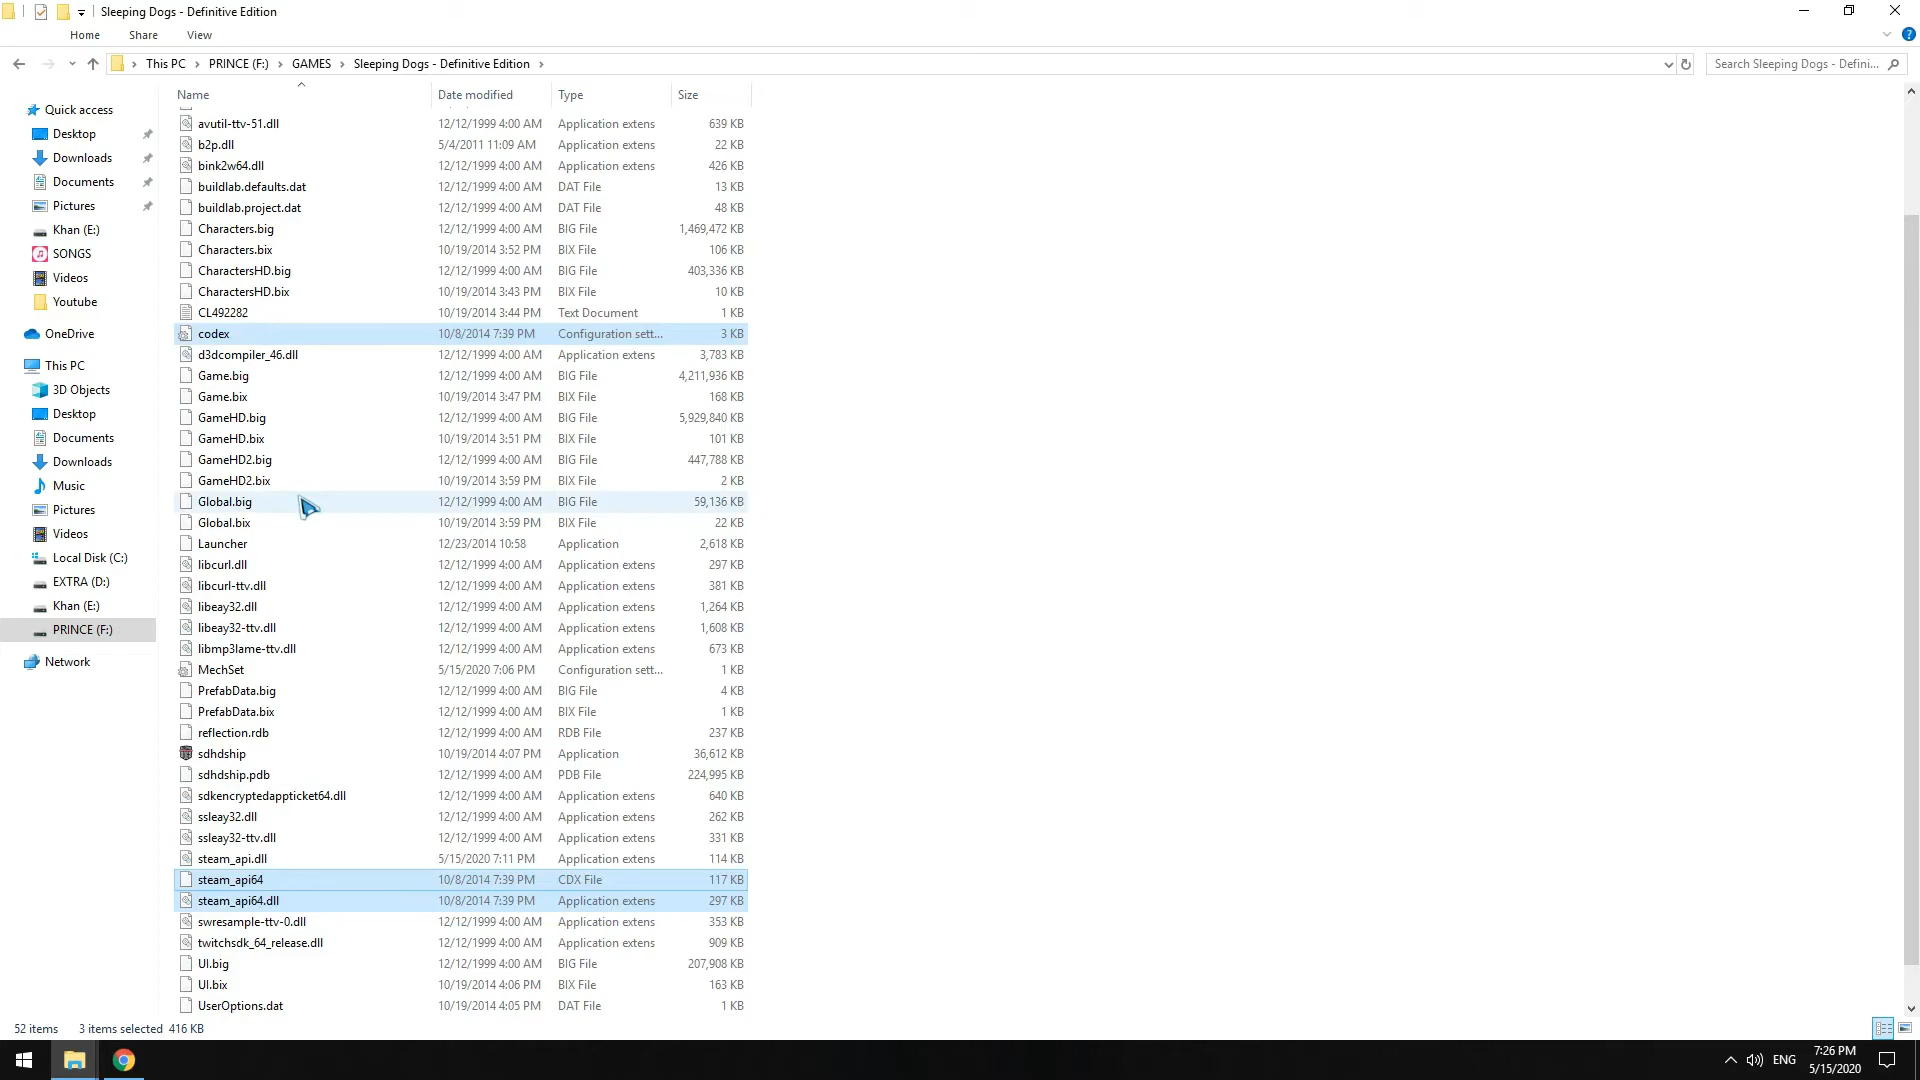 Sleeping Dogs - Definitive Edition
Home Share View
This PC PRINCE (F:) GAMES Sleeping Dogs - Definitive Edition
Search Sleeping Dogs - Defini...
Quick access
Desktop
Downloads
Documents
Pictures
Khan (E:)
SONGS
Videos
Youtube
OneDrive
This PC
3D Objects
Desktop
Documents
Downloads
Music
Pictures
Videos
Local Disk (C:)
EXTRA (D:)
Khan (E:)
PRINCE (F:)
Network
Name Date modified Type Size
avutil-ttv-51.dll 12/12/1999 4:00 AM Application extens 639 KB
b2p.dll 5/4/2011 11:09 AM Application extens 22 KB
bink2w64.dll 12/12/1999 4:00 AM Application extens 426 KB
buildlab.defaults.dat 12/12/1999 4:00 AM DAT File 13 KB
buildlab.project.dat 12/12/1999 4:00 AM DAT File 48 KB
Characters.big 12/12/1999 4:00 AM BIG File 1,469,472 KB
Characters.bix 10/19/2014 3:52 PM BIX File 106 KB
CharactersHD.big 12/12/1999 4:00 AM BIG File 403,336 KB
CharactersHD.bix 10/19/2014 3:43 PM BIX File 10 KB
CL492282 10/19/2014 3:44 PM Text Document 1 KB
codex 10/8/2014 7:39 PM Configuration sett... 3 KB
d3dcompiler_46.dll 12/12/1999 4:00 AM Application extens 3,783 KB
Game.big 12/12/1999 4:00 AM BIG File 4,211,936 KB
Game.bix 10/19/2014 3:47 PM BIX File 168 KB
GameHD.big 12/12/1999 4:00 AM BIG File 5,929,840 KB
GameHD.bix 10/19/2014 3:51 PM BIX File 101 KB
GameHD2.big 12/12/1999 4:00 AM BIG File 447,788 KB
GameHD2.bix 10/19/2014 3:59 PM BIX File 2 KB
Global.big 12/12/1999 4:00 AM BIG File 59,136 KB
Global.bix 10/19/2014 3:59 PM BIX File 22 KB
Launcher 12/23/2014 10:58 Application 2,618 KB
libcurl.dll 12/12/1999 4:00 AM Application extens 297 KB
libcurl-ttv.dll 12/12/1999 4:00 AM Application extens 381 KB
libeay32.dll 12/12/1999 4:00 AM Application extens 1,264 KB
libeay32-ttv.dll 12/12/1999 4:00 AM Application extens 1,608 KB
libmp3lame-ttv.dll 12/12/1999 4:00 AM Application extens 673 KB
MechSet 5/15/2020 7:06 PM Configuration sett... 1 KB
PrefabData.big 12/12/1999 4:00 AM BIG File 4 KB
PrefabData.bix 12/12/1999 4:00 AM BIX File 1 KB
reflection.rdb 12/12/1999 4:00 AM RDB File 237 KB
sdhdship 10/19/2014 4:07 PM Application 36,612 KB
sdhdship.pdb 12/12/1999 4:00 AM PDB File 224,995 KB
sdkencryptedappticket64.dll 12/12/1999 4:00 AM Application extens 640 KB
ssleay32.dll 12/12/1999 4:00 AM Application extens 262 KB
ssleay32-ttv.dll 12/12/1999 4:00 AM Application extens 331 KB
steam_api.dll 5/15/2020 7:11 PM Application extens 114 KB
steam_api64 10/8/2014 7:39 PM CDX File 117 KB
steam_api64.dll 10/8/2014 7:39 PM Application extens 297 KB
swresample-ttv-0.dll 12/12/1999 4:00 AM Application extens 353 KB
twitchsdk_64_release.dll 12/12/1999 4:00 AM Application extens 909 KB
UI.big 12/12/1999 4:00 AM BIG File 207,908 KB
UI.bix 10/19/2014 4:06 PM BIX File 163 KB
UserOptions.dat 10/19/2014 4:05 PM DAT File 1 KB
52 items 3 items selected 416 KB
ENG
7:26 PM
5/15/2020